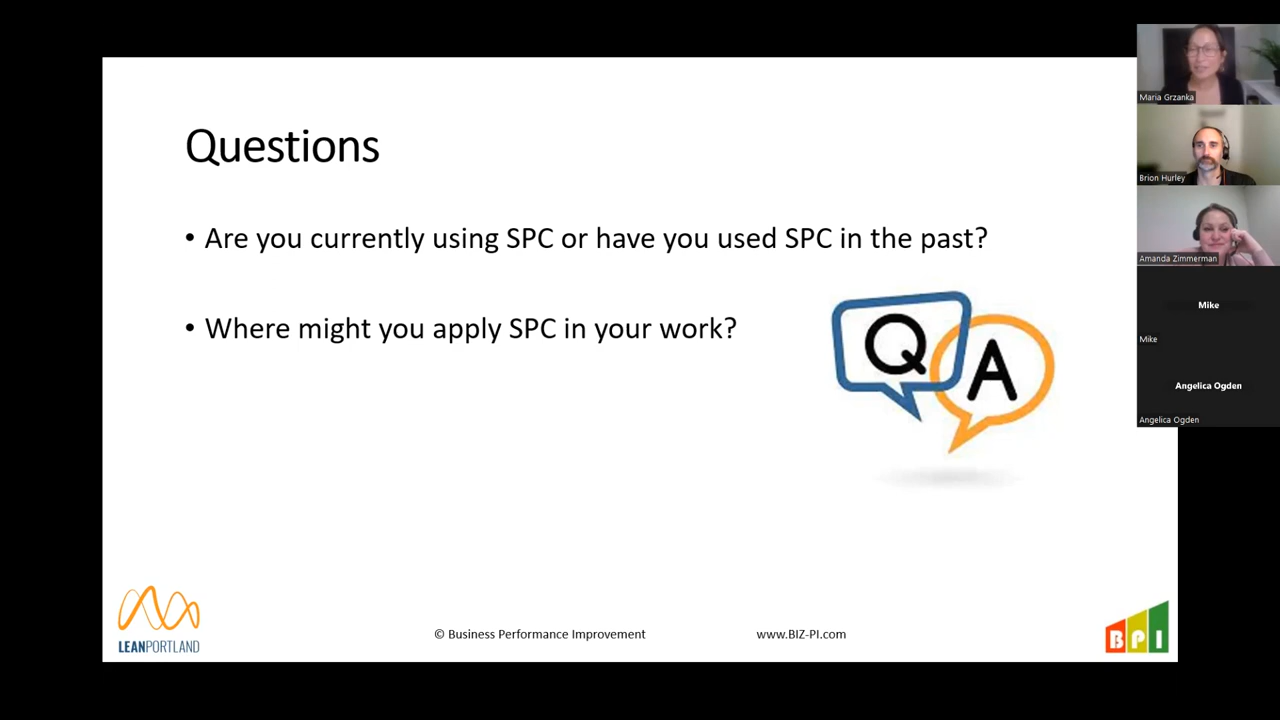 Questions
• Are you currently using SPC or have you used SPC in the past?
• Where might you apply SPC in your work?
Q A
LEANPORTLAND
© Business Performance Improvement
www.BIZ-PI.com
BPI
Maria Grzanka
Brion Hurley
Amanda Zimmerman
Mike
Mike
Angelica Ogden
Angelica Ogden